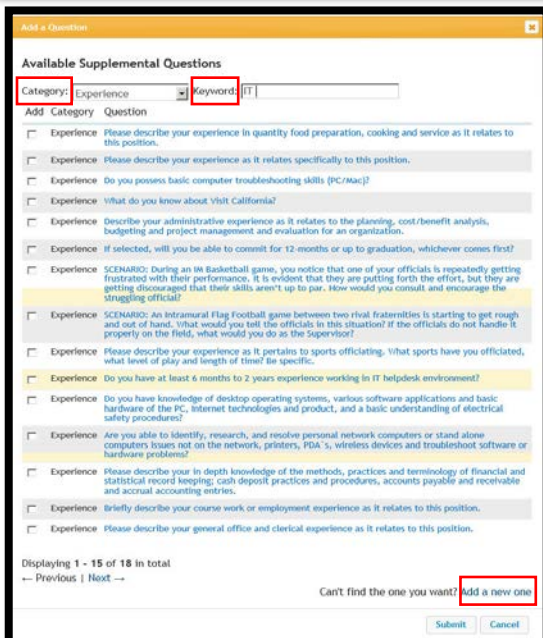 Add a Question
Available Supplemental Questions
Category: Experience Keyword: IT
Add Category Question
Experience Please describe your experience in quantity food preparation, cooking and service as it relates to
this position.
Experience Please describe your experience as it relates specifically to this position.
Experience Do you possess basic computer troubleshooting skills (PC/Mac)?
Experience What do you know about Visit California?
Experience Describe your administrative experience as it relates to the planning, cost/benefit analysis,
budgeting and project management and evaluation for an organization.
Experience If selected, will you be able to commit for 12-months or up to graduation, whichever comes first?
Experience SCENARIO: During an IM Basketball game, you notice that one of your officials is repeatedly getting
frustrated with their performance. It is evident that they are putting forth the effort, but they are
getting discouraged that their skills aren't up to par. How would you consult and encourage the
struggling official?
Experience SCENARIO: An Intramural Flag Football game between two rival fraternities is starting to get rough
and out of hand. What would you tell the officials in this situation? If the officials do not handle it
properly on the field, what would you do as the Supervisor?
Experience Please describe your experience as it pertains to sports officiating. What sports have you officiated,
what level of play and length of time? Be specific.
Experience Do you have at least 6 months to 2 years experience working in IT helpdesk environment?
Experience Do you have knowledge of desktop operating systems, various software applications and basic
hardware of the PC, Internet technologies and product, and a basic understanding of electrical
safety procedures?
Experience Are you able to identify, research, and resolve personal network computers or stand alone
computers issues not on the network, printers, PDA`s, wireless devices and troubleshoot software or
hardware problems?
Experience Please describe your in depth knowledge of the methods, practices and terminology of financial and
statistical record keeping; cash deposit practices and procedures, accounts payable and receivable
and accrual accounting entries.
Experience Briefly describe your course work or employment experience as it relates to this position.
Experience Please describe your general office and clerical experience as it relates to this position.
Displaying 1 - 15 of 18 in total
← Previous | Next →
Can't find the one you want? Add a new one
Submit Cancel